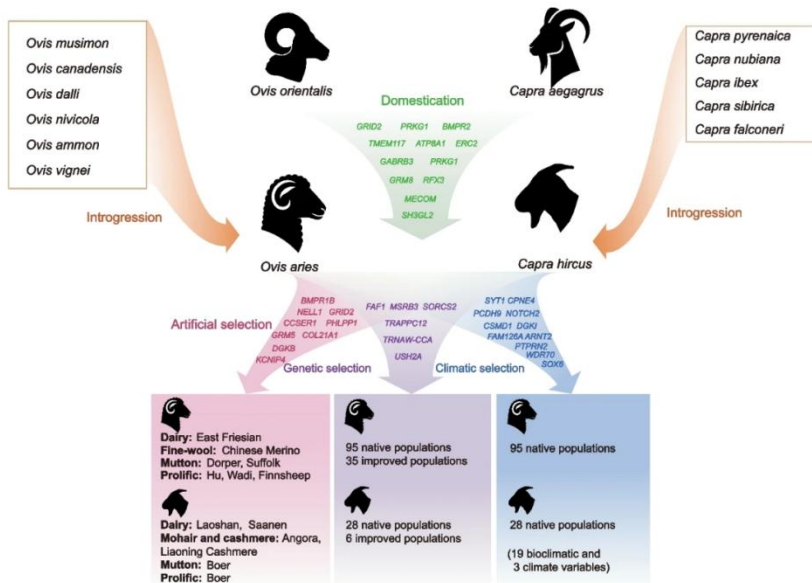 Ovis musimon
Ovis canadensis
Ovis dalli
Ovis nivicola
Ovis ammon
Ovis vignei
Introgression
Ovis orientalis
Capra aegagrus
Capra pyrenaica
Capra nubiana
Capra ibex
Capra sibirica
Capra falconeri
Introgression
Domestication
GRID2 PRKG1 BMPR2
TMEM117 ATP8A1 ERC2
GABRB3 PRKG1
GRM8 RFX3
MECOM
SH3GL2
Ovis aries
Capra hircus
Artificial selection
BMPR1B
NELL1 GRID2
CCSER1 PHLPP1
GRM5 COL21A1
DGKB
KCNIP4
Genetic selection
FAF1 MSRB3 SORCS2
TRAPPC12
TRNAW-CCA
USH2A
Climatic selection
SYT1 CPNE4
PCDH9 NOTCH2
CSMD1 DGKI
FAM126A ARNT2
PTPRN2
WDR70
SOX6
Dairy: East Friesian
Fine-wool: Chinese Merino
Mutton: Dorper, Suffolk
Prolific: Hu, Wadi, Finnsheep
Dairy: Laoshan, Saanen
Mohair and cashmere: Angora,
Liaoning Cashmere
Mutton: Boer
Prolific: Boer
95 native populations
35 improved populations
28 native populations
6 improved populations
95 native populations
28 native populations
(19 bioclimatic and
3 climate variables)